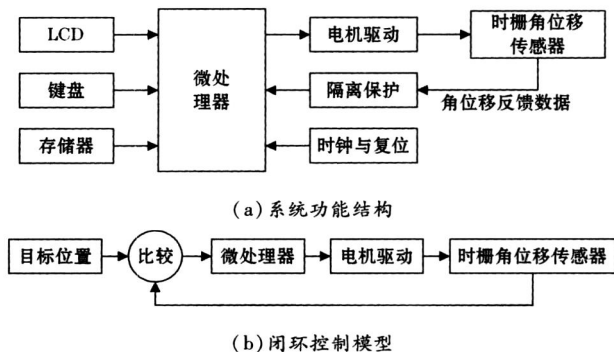 LCD
键盘
存储器
微处
理器
电机驱动
隔离保护
时钟与复位
时栅角位移
传感器
角位移反馈数据
(a)系统功能结构
目标位置
比较
微处理器
电机驱动
时栅角位移传感器
(b)闭环控制模型